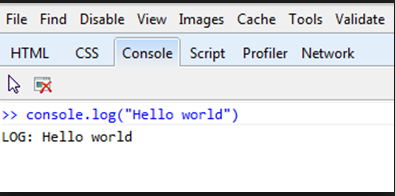 File Find Disable View Images Cache Tools Validate
HTML CSS Console Script Profiler Network
>> console.log("Hello world")
LOG: Hello world